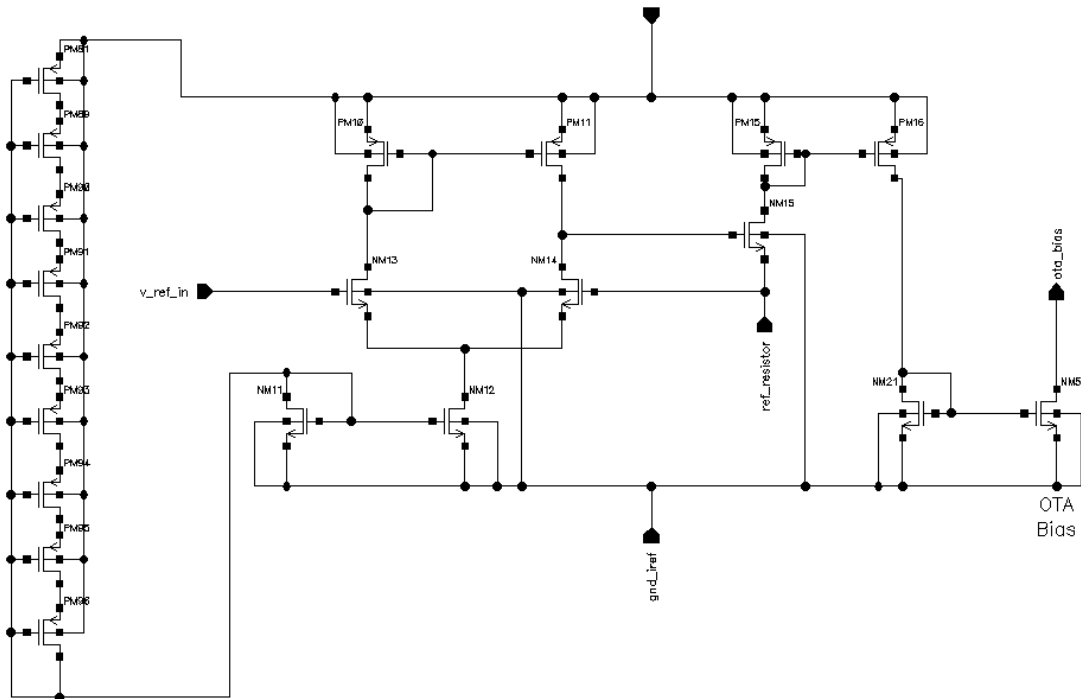 PM81
PM89
PM90
PM91
PM92
PM93
PM94
PM95
PM96
PM10
PM11
PM15
PM16
NM15
NM13
NM14
v_ref_in
ref_resistor
ota_bias
NM11
NM12
NM21
NM5
gnd_iref
OTA
Bias